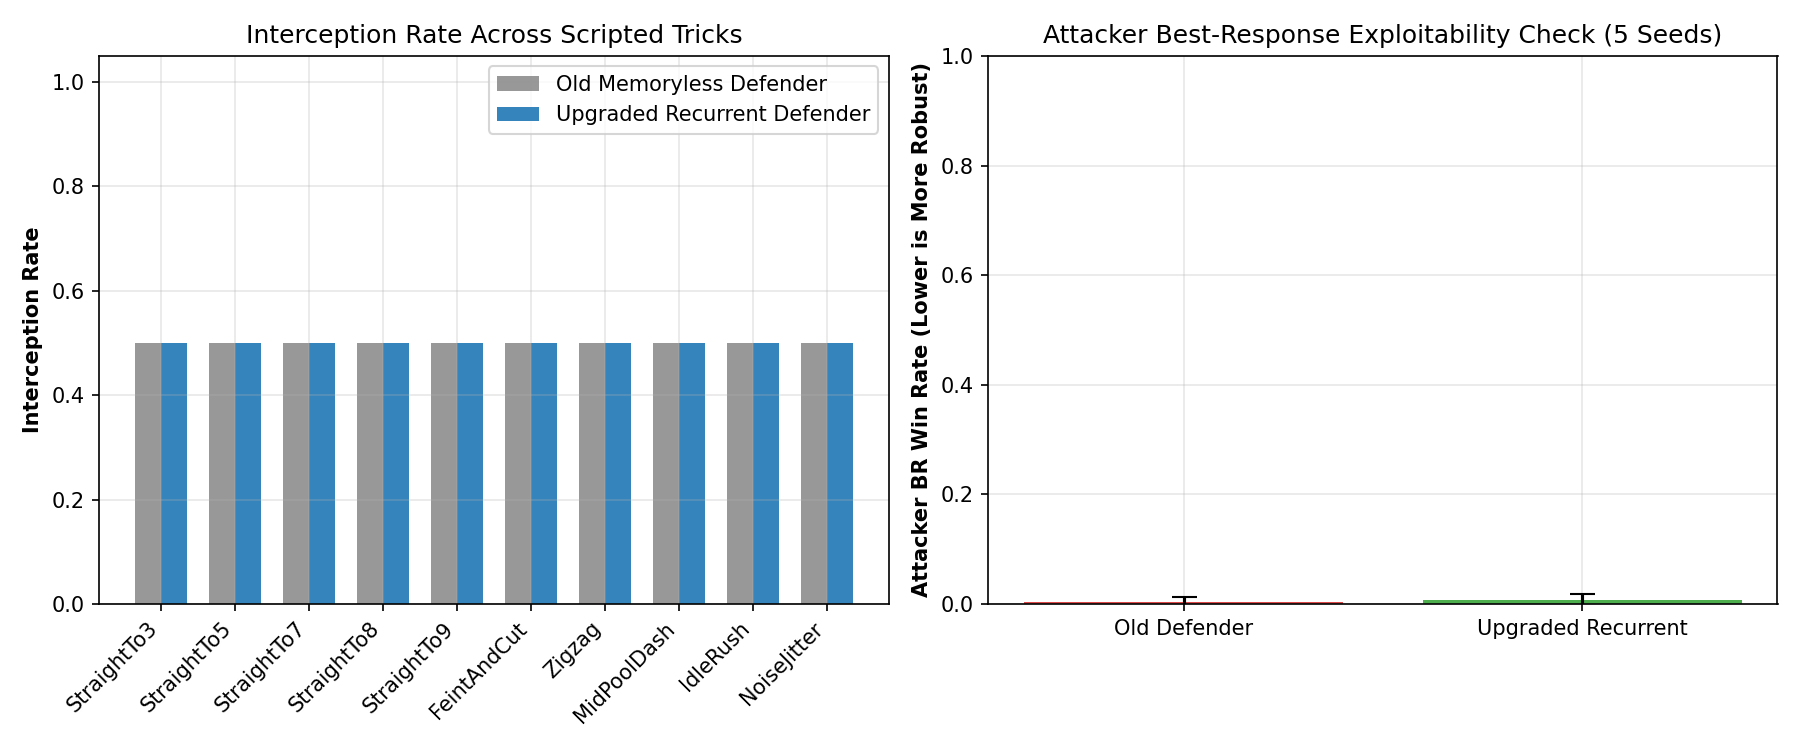 Interception Rate Across Scripted Tricks
Old Memoryless Defender
Upgraded Recurrent Defender
Interception Rate
1.0
0.8
0.6
0.4
0.2
0.0
StraightTo3
StraightTo5
StraightTo7
StraightTo8
StraightTo9
FeintAndCut
Zigzag
MidPoolDash
IdleRush
NoiseJitter
Attacker Best-Response Exploitability Check (5 Seeds)
Attacker BR Win Rate (Lower is More Robust)
1.0
0.8
0.6
0.4
0.2
0.0
Old Defender
Upgraded Recurrent